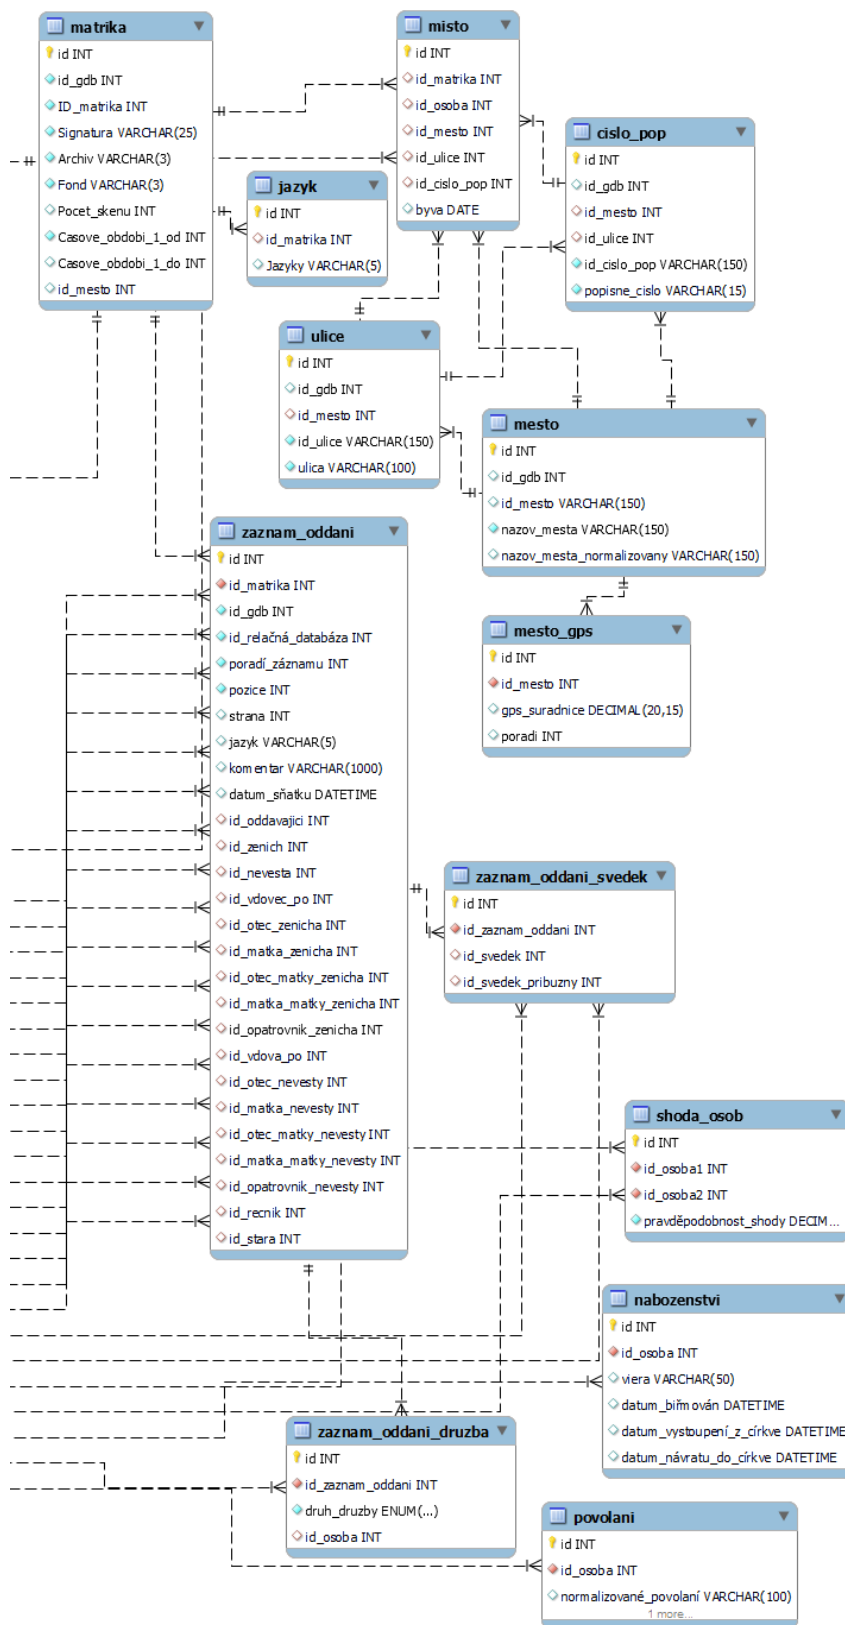 matrika
id INT
id_gdb INT
ID_matrika INT
Signatura VARCHAR(25)
Archiv VARCHAR(3)
Fond VARCHAR(3)
Pocet_skenu INT
Casove_obdobi_1_od INT
Casove_obdobi_1_do INT
id_mesto INT
misto
id INT
id_matrika INT
id_osoba INT
id_mesto INT
id_ulice INT
id_cislo_pop INT
byva DATE
cislo_pop
id INT
id_gdb INT
id_mesto INT
id_ulice INT
id_cislo_pop VARCHAR(150)
popisne_cislo VARCHAR(15)
jazyk
id INT
id_matrika INT
Jazyky VARCHAR(5)
ulice
id INT
id_gdb INT
id_mesto INT
id_ulice VARCHAR(150)
ulica VARCHAR(100)
mesto
id INT
id_gdb INT
id_mesto VARCHAR(150)
nazov_mesta VARCHAR(150)
nazov_mesta_normalizovany VARCHAR(150)
zaznam_oddani
id INT
id_matrika INT
id_gdb INT
id_relačná_databáza INT
poradí_záznamu INT
pozice INT
strana INT
jazyk VARCHAR(5)
komentar VARCHAR(1000)
datum_sňatku DATETIME
id_oddavajici INT
id_zenich INT
id_nevesta INT
id_vdovec_po INT
id_otec_zenicha INT
id_matka_zenicha INT
id_otec_matky_zenicha INT
id_matka_matky_zenicha INT
id_opatrovnik_zenicha INT
id_vdova_po INT
id_otec_nevesty INT
id_matka_nevesty INT
id_otec_matky_nevesty INT
id_matka_matky_nevesty INT
id_opatrovnik_nevesty INT
id_recnik INT
id_stara INT
mesto_gps
id INT
id_mesto INT
gps_suradnice DECIMAL(20,15)
poradi INT
zaznam_oddani_svedek
id INT
id_zaznam_oddani INT
id_svedek INT
id_svedek_pribuzny INT
shoda_osob
id INT
id_osoba1 INT
id_osoba2 INT
pravděpodobnost_shody DECIM...
nabozenstvi
id INT
id_osoba INT
viera VARCHAR(50)
datum_biřmován DATETIME
datum_vystoupení_z_církve DATETIME
datum_návratu_do_církve DATETIME
zaznam_oddani_druzba
id INT
id_zaznam_oddani INT
druh_druzby ENUM(...)
id_osoba INT
povolani
id INT
id_osoba INT
normalizované_povolaní VARCHAR(100)
1 more...